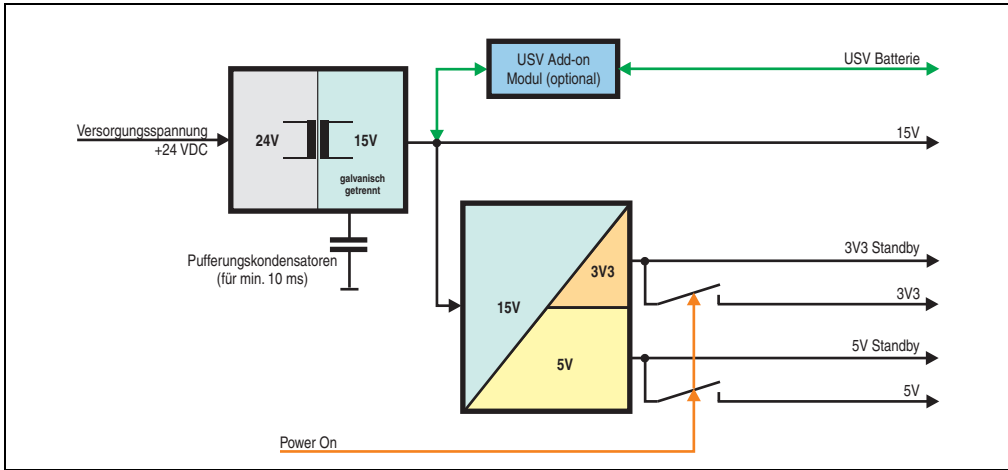 USV Add-on
Modul (optional)
USV Batterie
Versorgungsspannung
+24 VDC
24V
15V
galvanisch
getrennt
15V
Pufferungskondensatoren
(für min. 10 ms)
15V
3V3
5V
3V3 Standby
3V3
5V Standby
5V
Power On